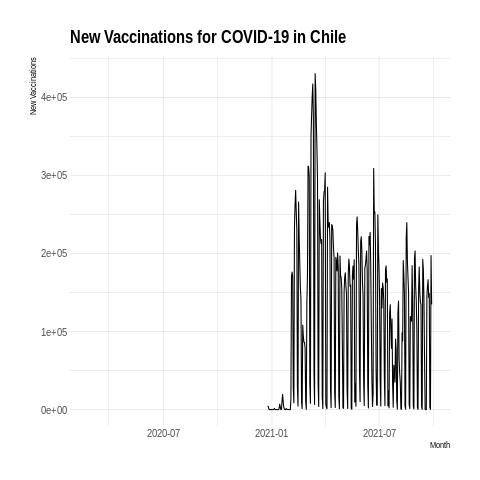 New Vaccinations for COVID-19 in Chile
New Vaccinations
4e+05
3e+05
2e+05
1e+05
0e+00
2020-07
2021-01
2021-07
Month